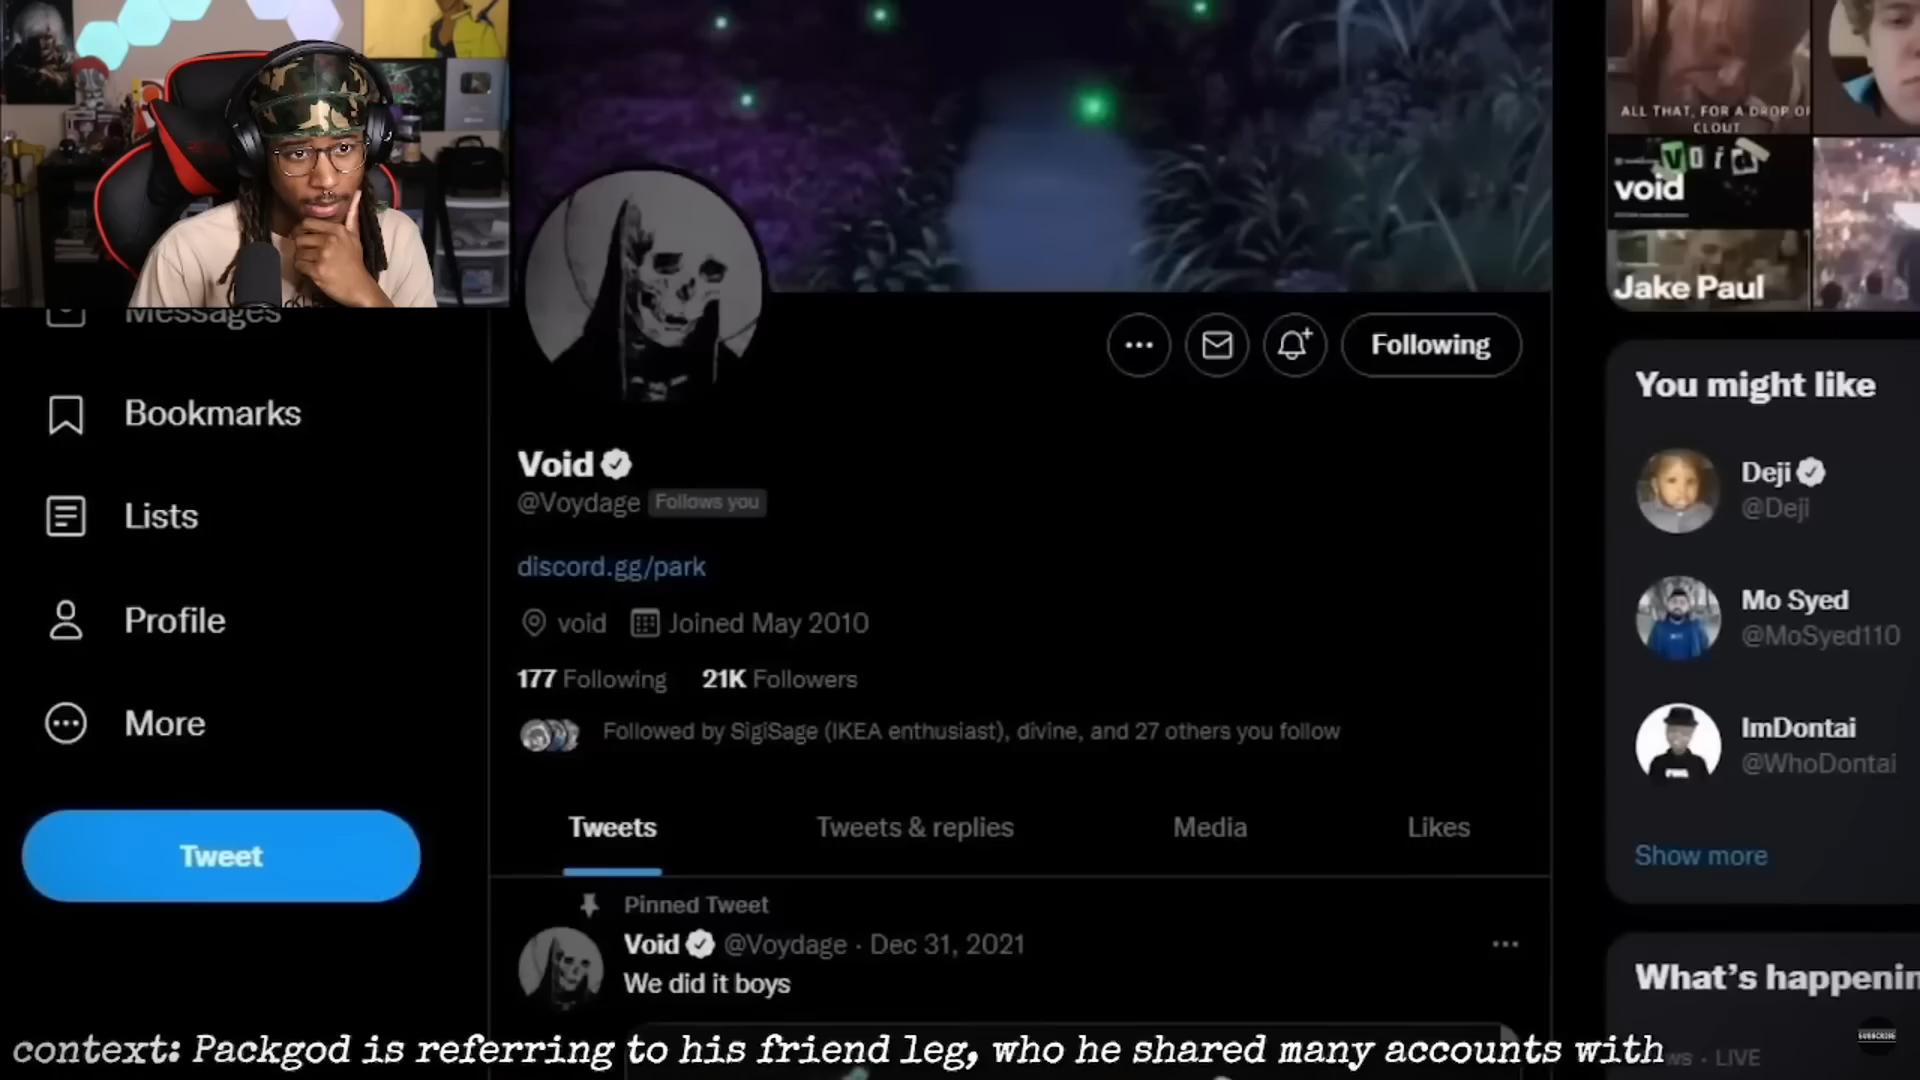 Messages
Bookmarks
Lists
Profile
More
Tweet
Following
Void
@Voydage Follows you
discord.gg/park
void Joined May 2010
177 Following 21K Followers
Followed by SigiSage (IKEA enthusiast), divine, and 27 others you follow
Tweets Tweets & replies Media Likes
Pinned Tweet
Void @Voydage · Dec 31, 2021
We did it boys
ALL THAT, FOR A DROP OF
CLOUT
void
void
Jake Paul
You might like
Deji
@Deji
Mo Syed
@MoSyed110
ImDontai
@WhoDontai
Show more
What's happenin
· LIVE
SUBSCRIBE
context: Packgod is referring to his friend leg, who he shared many accounts with